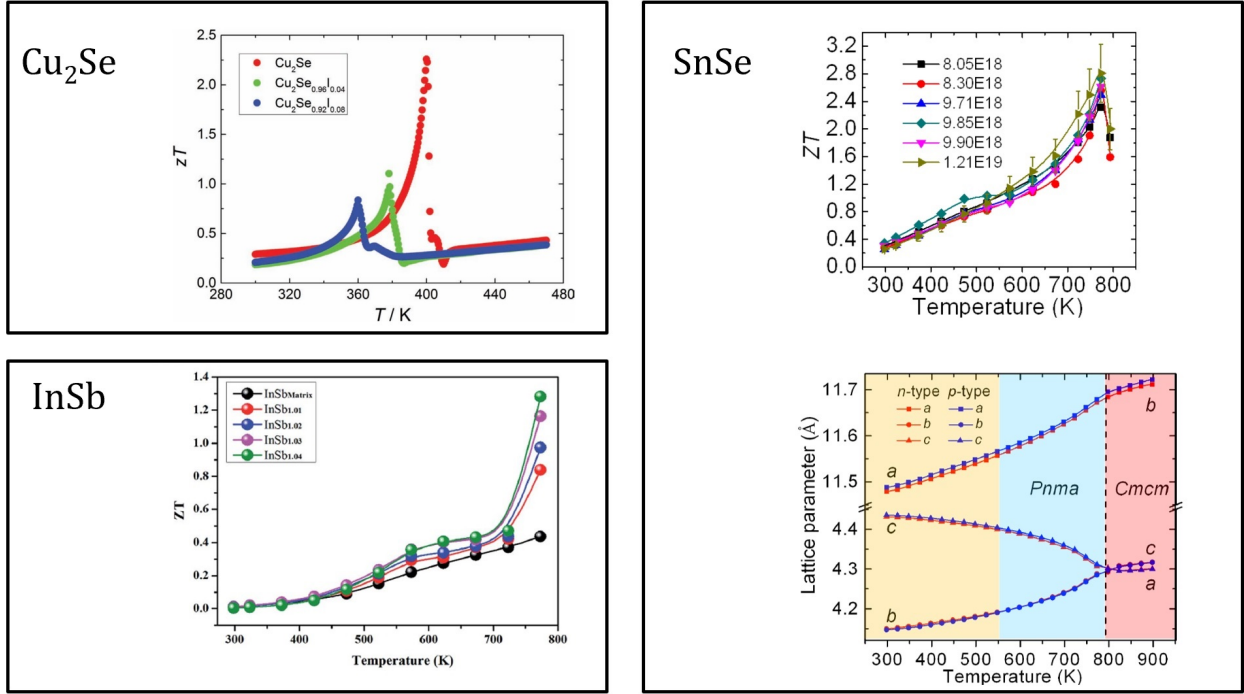 Cu₂Se
2.5
2.0
1.5
1.0
0.5
0.0
zT
Cu₂Se
Cu₂Se₀.₉₆I₀.₀₄
Cu₂Se₀.₉₂I₀.₀₈
280 320 360 400 440 480
T / K
InSb
1.4
1.2
1.0
0.8
0.6
0.4
0.2
0.0
ZT
InSbMatrix
InSb1.01
InSb1.02
InSb1.03
InSb1.04
300 400 500 600 700 800
Temperature (K)
SnSe
3.2
2.8
2.4
2.0
1.6
1.2
0.8
0.4
0.0
ZT
8.05E18
8.30E18
9.71E18
9.85E18
9.90E18
1.21E19
300 400 500 600 700 800
Temperature (K)
11.7
11.6
11.5
4.4
4.3
4.2
Lattice parameter (Å)
n-type p-type
a a
b b
c c
a
c
b
Pnma
Cmcm
b
c
a
300 400 500 600 700 800 900
Temperature (K)